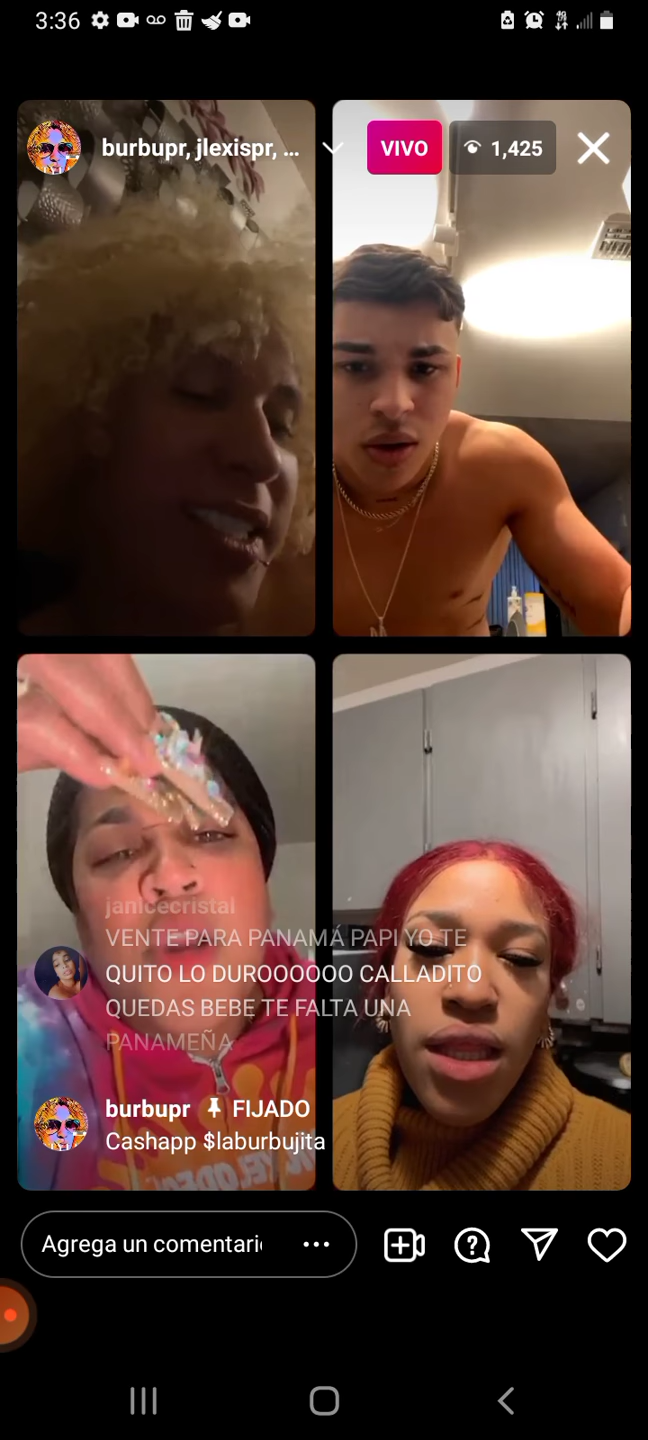 3:36
burbupr, jlexispr, ...
VIVO
1,425
janicecristal
VENTE PARA PANAMÁ PAPI YO TE
QUITO LO DUROOOOOO CALLADITO
QUEDAS BEBE TE FALTA UNA
PANAMEÑA
burbupr FIJADO
Cashapp $laburbujita
Agrega un comentari